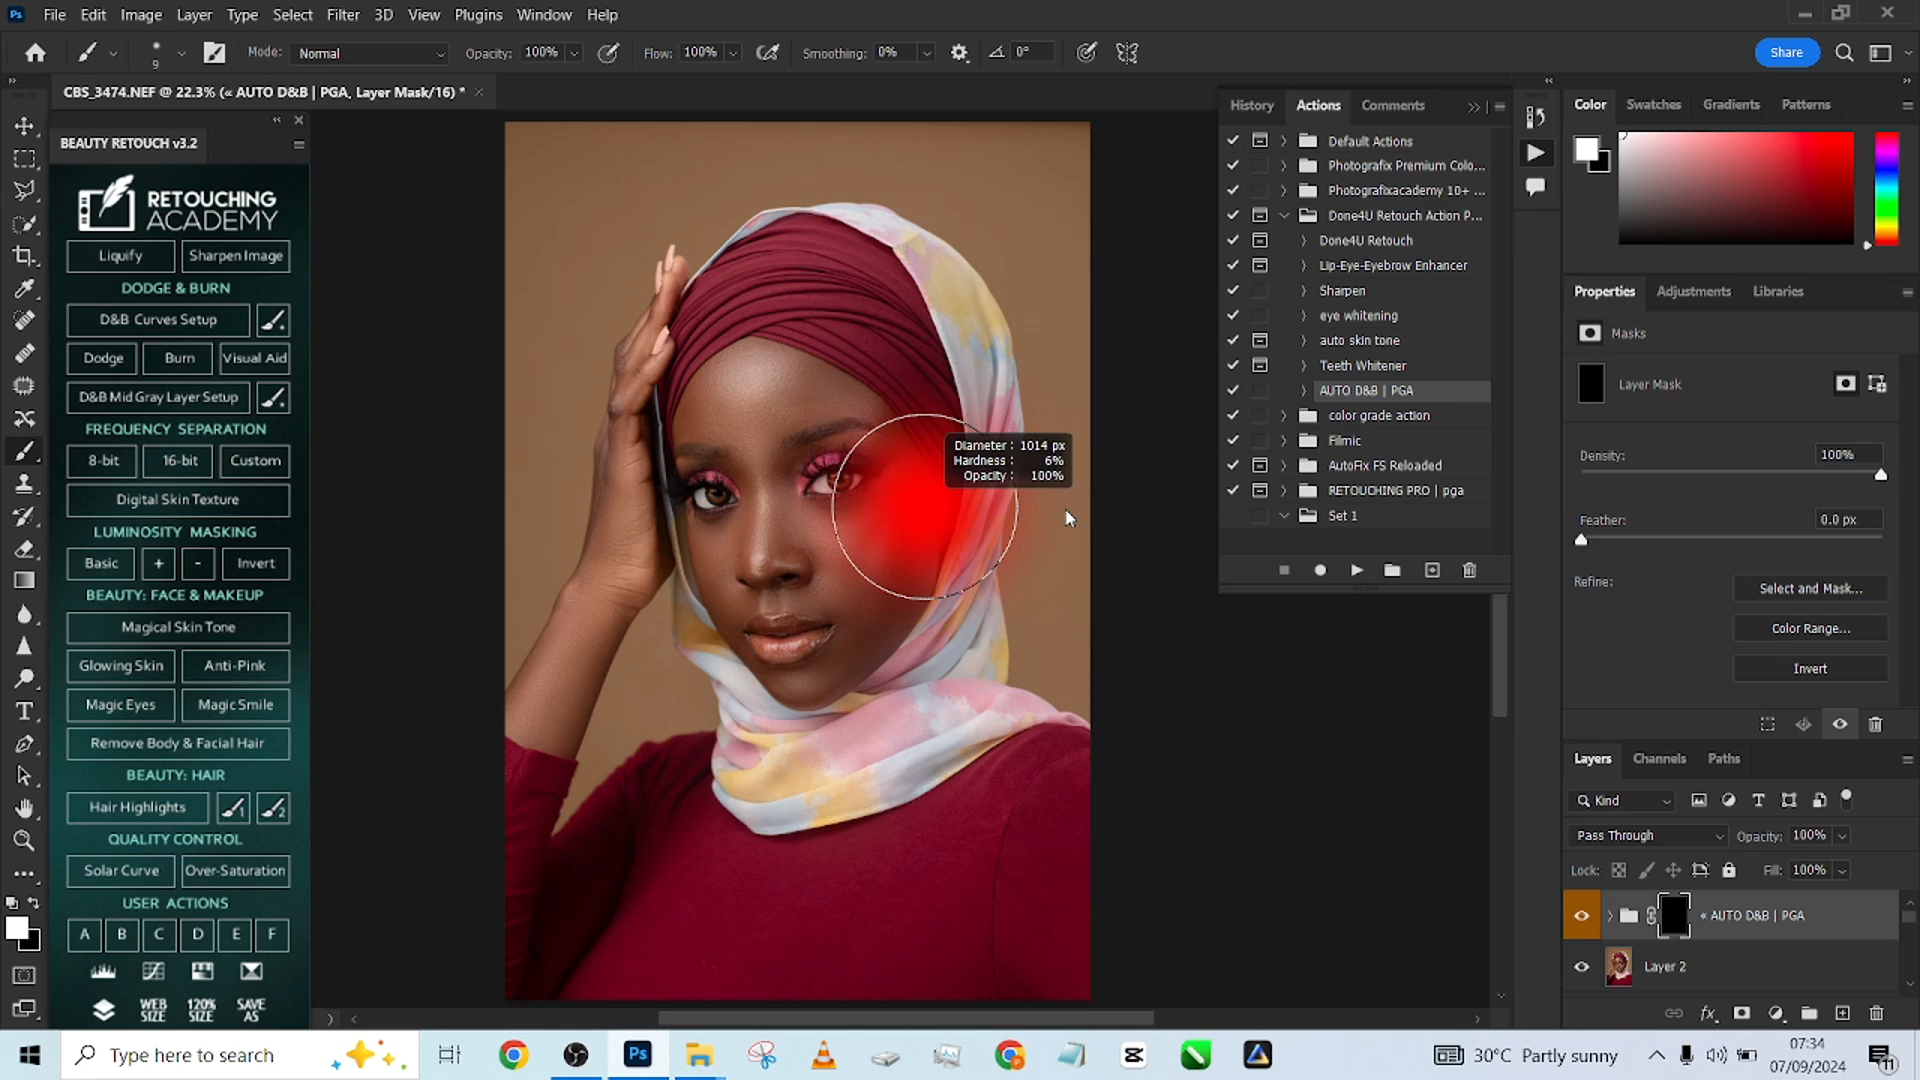 Ps File Edit Image Layer Type Select Filter 3D View Plugins Window Help
9 Mode: Normal Opacity: 100% Flow: 100% Smoothing: 0% 0° Share
CBS_3474.NEF @ 22.3% (« AUTO D&B | PGA, Layer Mask/16) *
BEAUTY RETOUCH v3.2
RETOUCHING
ACADEMY
Liquify Sharpen Image
DODGE & BURN
D&B Curves Setup
Dodge Burn Visual Aid
D&B Mid Gray Layer Setup
FREQUENCY SEPARATION
8-bit 16-bit Custom
Digital Skin Texture
LUMINOSITY MASKING
Basic + - Invert
BEAUTY: FACE & MAKEUP
Magical Skin Tone
Glowing Skin Anti-Pink
Magic Eyes Magic Smile
Remove Body & Facial Hair
BEAUTY: HAIR
Hair Highlights 1 2
QUALITY CONTROL
Solar Curve Over-Saturation
USER ACTIONS
A B C D E F
WEB SIZE 120% SIZE SAVE AS
Diameter: 1014 px
Hardness: 6%
Opacity: 100%
History Actions Comments
Default Actions
Photografix Premium Colo...
Photografixacademy 10+ ...
Done4U Retouch Action P...
Done4U Retouch
Lip-Eye-Eyebrow Enhancer
Sharpen
eye whitening
auto skin tone
Teeth Whitener
AUTO D&B | PGA
color grade action
Filmic
AutoFix FS Reloaded
RETOUCHING PRO | pga
Set 1
Color Swatches Gradients Patterns
Properties Adjustments Libraries
Masks
Layer Mask
Density: 100%
Feather: 0.0 px
Refine: Select and Mask...
Color Range...
Invert
Layers Channels Paths
Kind
Pass Through Opacity: 100%
Lock: Fill: 100%
« AUTO D&B | PGA
Layer 2
fx
Type here to search
Ps
30°C Partly sunny
07:34
07/09/2024
11